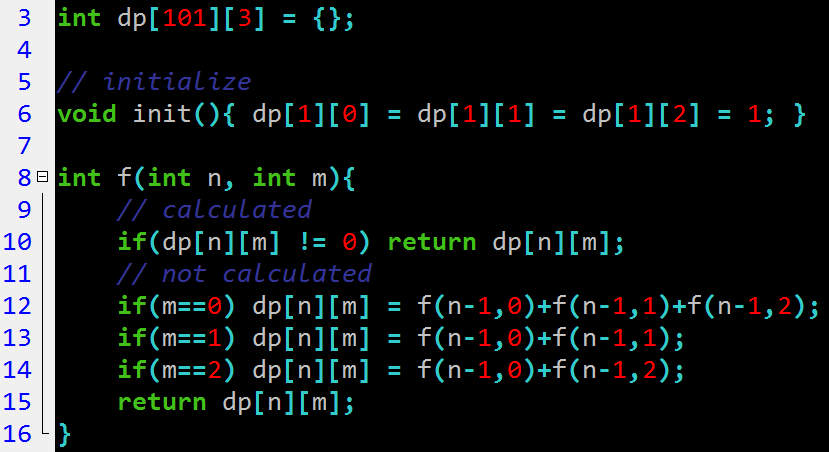 3 int dp[101][3] = {};
4
5 // initialize
6 void init(){ dp[1][0] = dp[1][1] = dp[1][2] = 1; }
7
8 int f(int n, int m){
9     // calculated
10     if(dp[n][m] != 0) return dp[n][m];
11     // not calculated
12     if(m==0) dp[n][m] = f(n-1,0)+f(n-1,1)+f(n-1,2);
13     if(m==1) dp[n][m] = f(n-1,0)+f(n-1,1);
14     if(m==2) dp[n][m] = f(n-1,0)+f(n-1,2);
15     return dp[n][m];
16 }